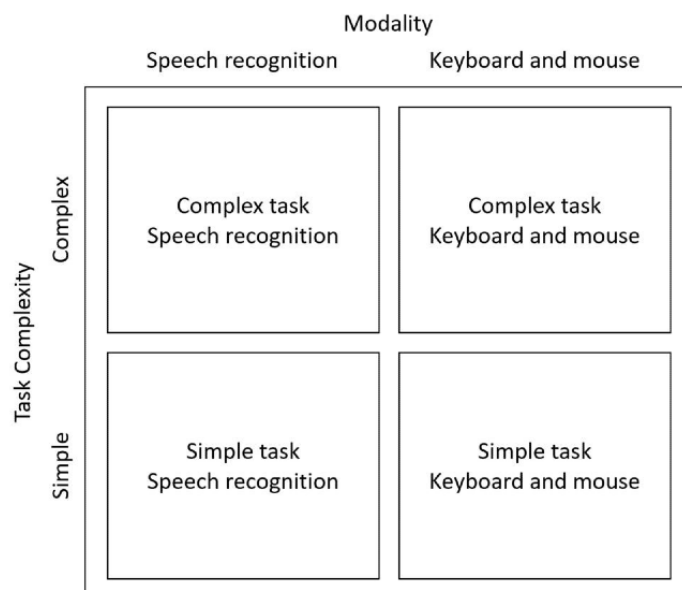 Modality
Speech recognition
Keyboard and mouse
Task Complexity
Complex
Complex task
Speech recognition
Complex task
Keyboard and mouse
Simple
Simple task
Speech recognition
Simple task
Keyboard and mouse